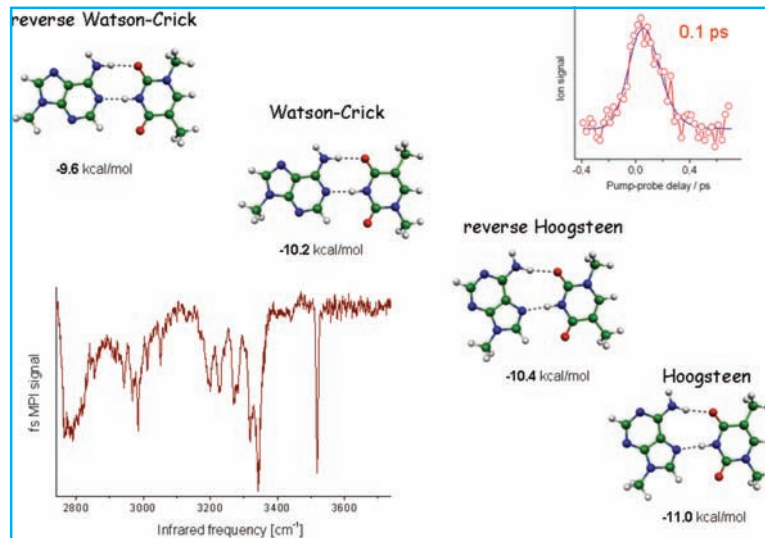 reverse Watson-Crick
-9.6 kcal/mol
Watson-Crick
-10.2 kcal/mol
0.1 ps
Ion signal
-0.4 0.0 0.4
Pump-probe delay / ps
reverse Hoogsteen
-10.4 kcal/mol
Hoogsteen
-11.0 kcal/mol
fs MPI signal
2800 3000 3200 3400 3600
Infrared frequency [cm⁻¹]